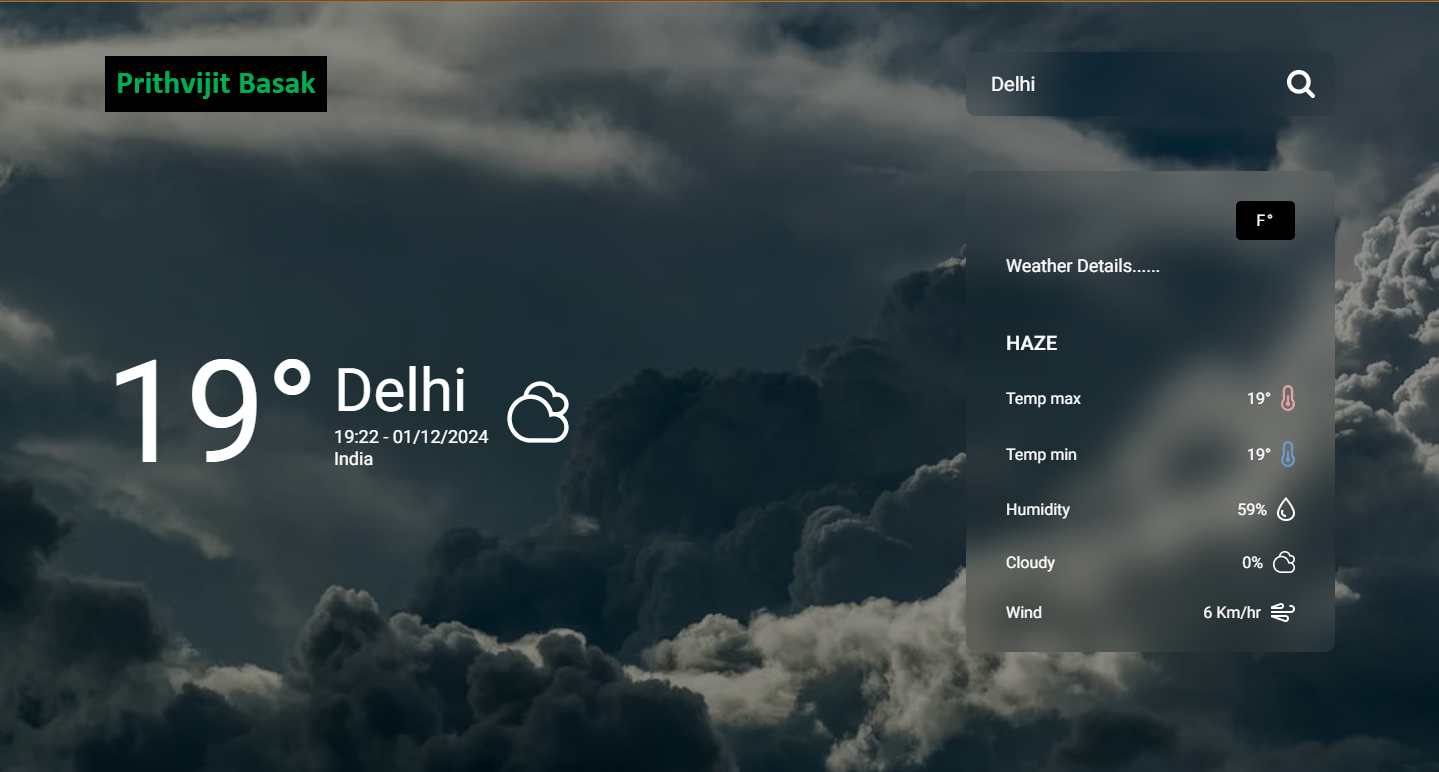 Prithvijit Basak
Delhi
F°
Weather Details......
HAZE
Temp max 19°
Temp min 19°
Humidity 59%
Cloudy 0%
Wind 6 Km/hr
19° Delhi
19:22 - 01/12/2024
India